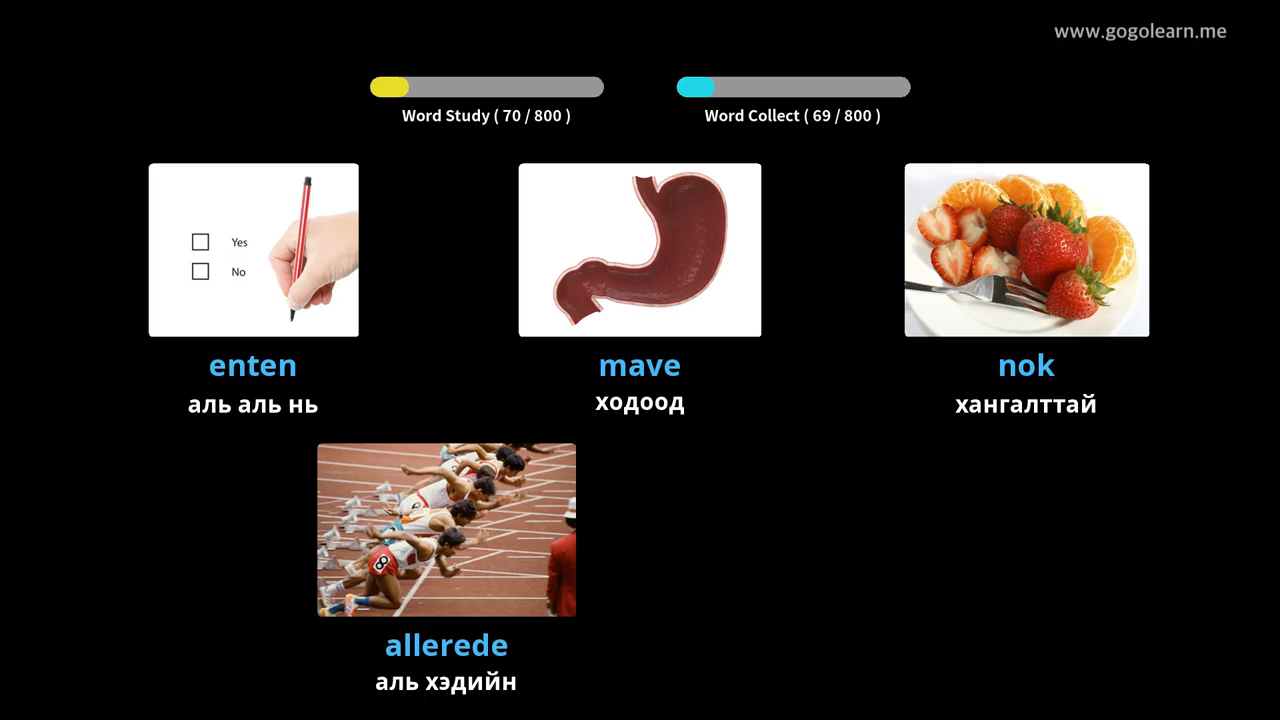 www.gogolearn.me
Word Study ( 70 / 800 )
Word Collect ( 69 / 800 )
Yes
No
enten
аль аль нь
mave
ходоод
nok
хангалттай
8
allerede
аль хэдийн